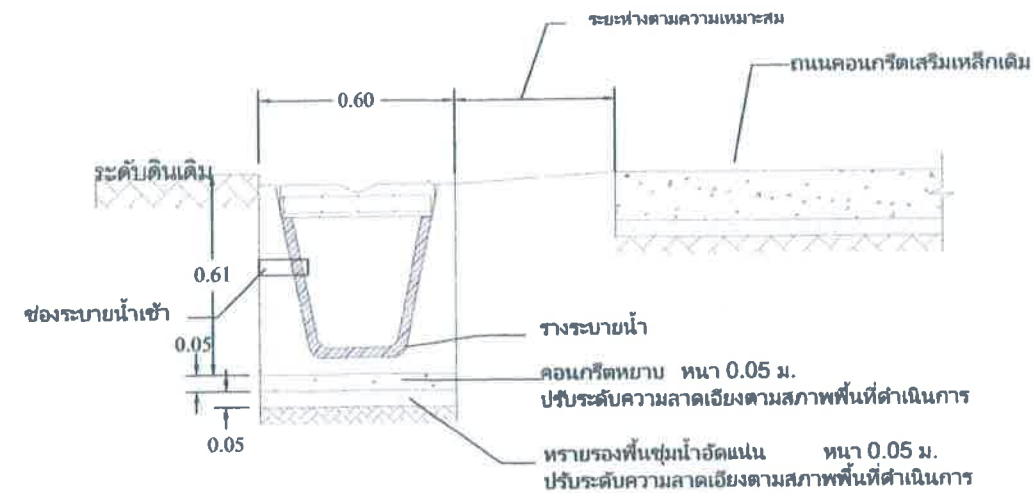 ระยะห่างตามความเหมาะสม
ถนนคอนกรีตเสริมเหล็กเดิม
0.60
ระดับดินเดิม
0.61
ช่องระบายน้ำเข้า
0.05
รางระบายน้ำ
คอนกรีตหยาบ หนา 0.05 ม.
ปรับระดับความลาดเอียงตามสภาพพื้นที่ดำเนินการ
0.05
ทรายรองพื้นชุ่มน้ำอัดแน่น หนา 0.05 ม.
ปรับระดับความลาดเอียงตามสภาพพื้นที่ดำเนินการ